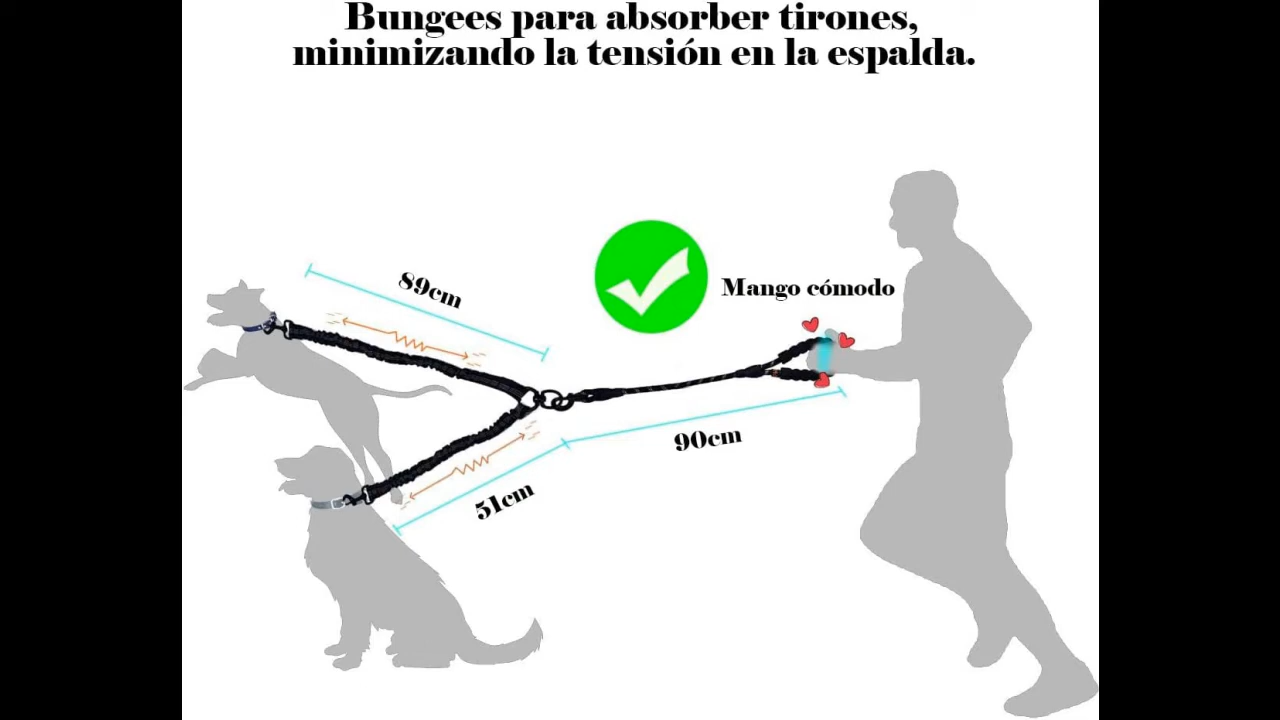 Bungees para absorber tirones,
minimizando la tensión en la espalda.
89cm
Mango cómodo
90cm
51cm